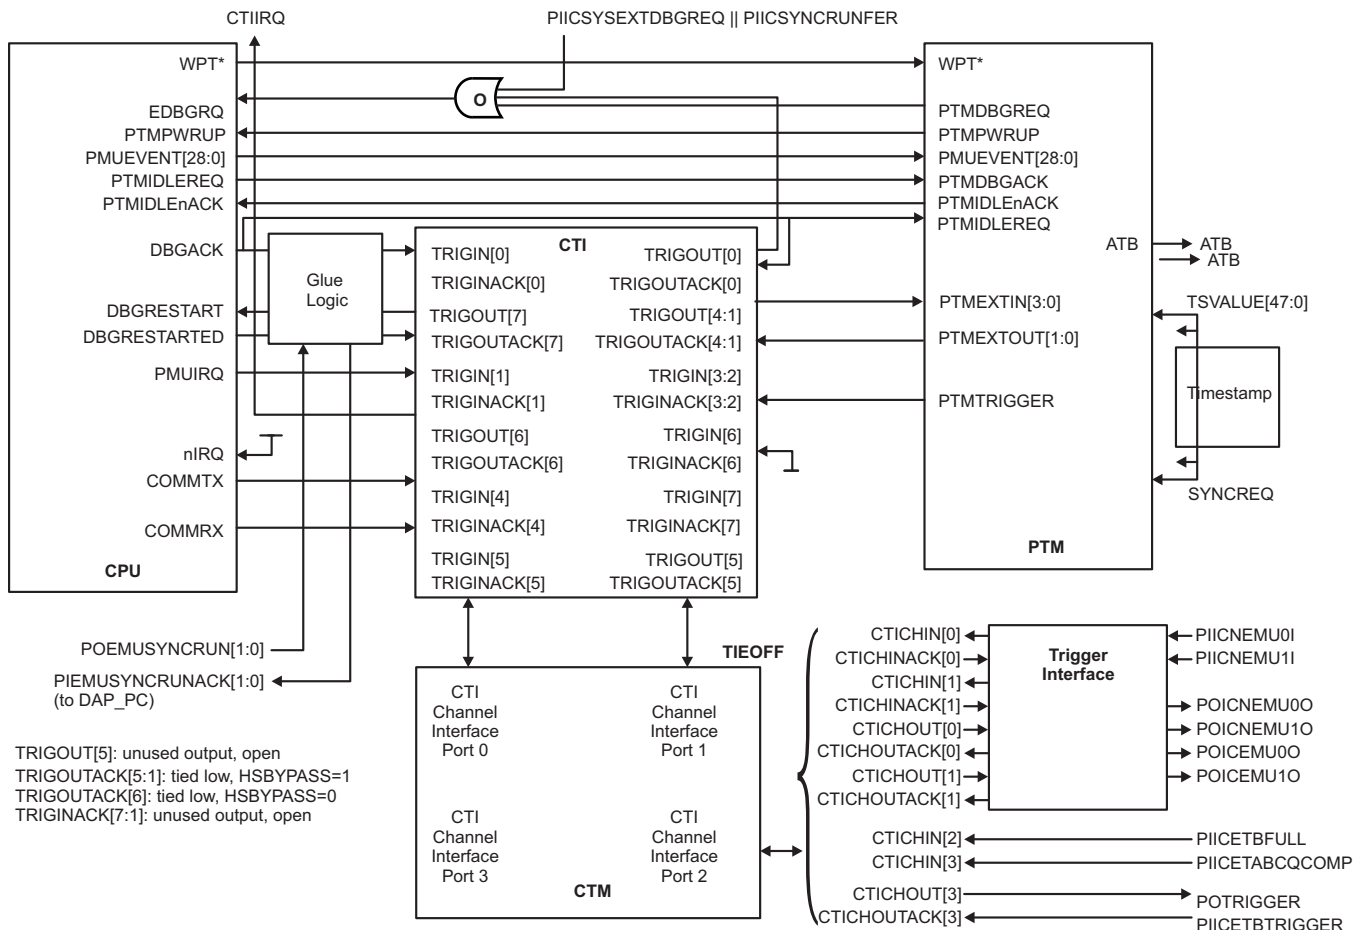 CTIIRQ
PIICSYSEXTDBGREQ || PIICSYNCRUNFER
WPT*
EDBGRQ
PTMPWRUP
PMUEVENT[28:0]
PTMIDLEREQ
PTMIDLEnACK
DBGACK
DBGRESTART
DBGRESTARTED
PMUIRQ
nIRQ
COMMTX
COMMRX
CPU
O
Glue
Logic
CTI
TRIGIN[0]
TRIGINACK[0]
TRIGOUT[7]
TRIGOUTACK[7]
TRIGIN[1]
TRIGINACK[1]
TRIGOUT[6]
TRIGOUTACK[6]
TRIGIN[4]
TRIGINACK[4]
TRIGIN[5]
TRIGINACK[5]
TRIGOUT[0]
TRIGOUTACK[0]
TRIGOUT[4:1]
TRIGOUTACK[4:1]
TRIGIN[3:2]
TRIGINACK[3:2]
TRIGIN[6]
TRIGINACK[6]
TRIGIN[7]
TRIGINACK[7]
TRIGOUT[5]
TRIGOUTACK[5]
WPT*
PTMDBGREQ
PTMPWRUP
PMUEVENT[28:0]
PTMDBGACK
PTMIDLEnACK
PTMIDLEREQ
ATB
PTMEXTIN[3:0]
PTMEXTOUT[1:0]
PTMTRIGGER
PTM
ATB
ATB
TSVALUE[47:0]
Timestamp
SYNCREQ
POEMUSYNCRUN[1:0]
PIEMUSYNCRUNACK[1:0]
(to DAP_PC)
TRIGOUT[5]: unused output, open
TRIGOUTACK[5:1]: tied low, HSBYPASS=1
TRIGOUTACK[6]: tied low, HSBYPASS=0
TRIGINACK[7:1]: unused output, open
TIEOFF
CTI
Channel
Interface
Port 0
CTI
Channel
Interface
Port 1
CTI
Channel
Interface
Port 3
CTI
Channel
Interface
Port 2
CTM
CTICHIN[0]
CTICHINACK[0]
CTICHIN[1]
CTICHINACK[1]
CTICHOUT[0]
CTICHOUTACK[0]
CTICHOUT[1]
CTICHOUTACK[1]
CTICHIN[2]
CTICHIN[3]
CTICHOUT[3]
CTICHOUTACK[3]
Trigger
Interface
PIICNEMU0I
PIICNEMU1I
POICNEMU0O
POICNEMU1O
POICEMU0O
POICEMU1O
PIICETBFULL
PIICETABCQCOMP
POTRIGGER
PIICETBTRIGGER